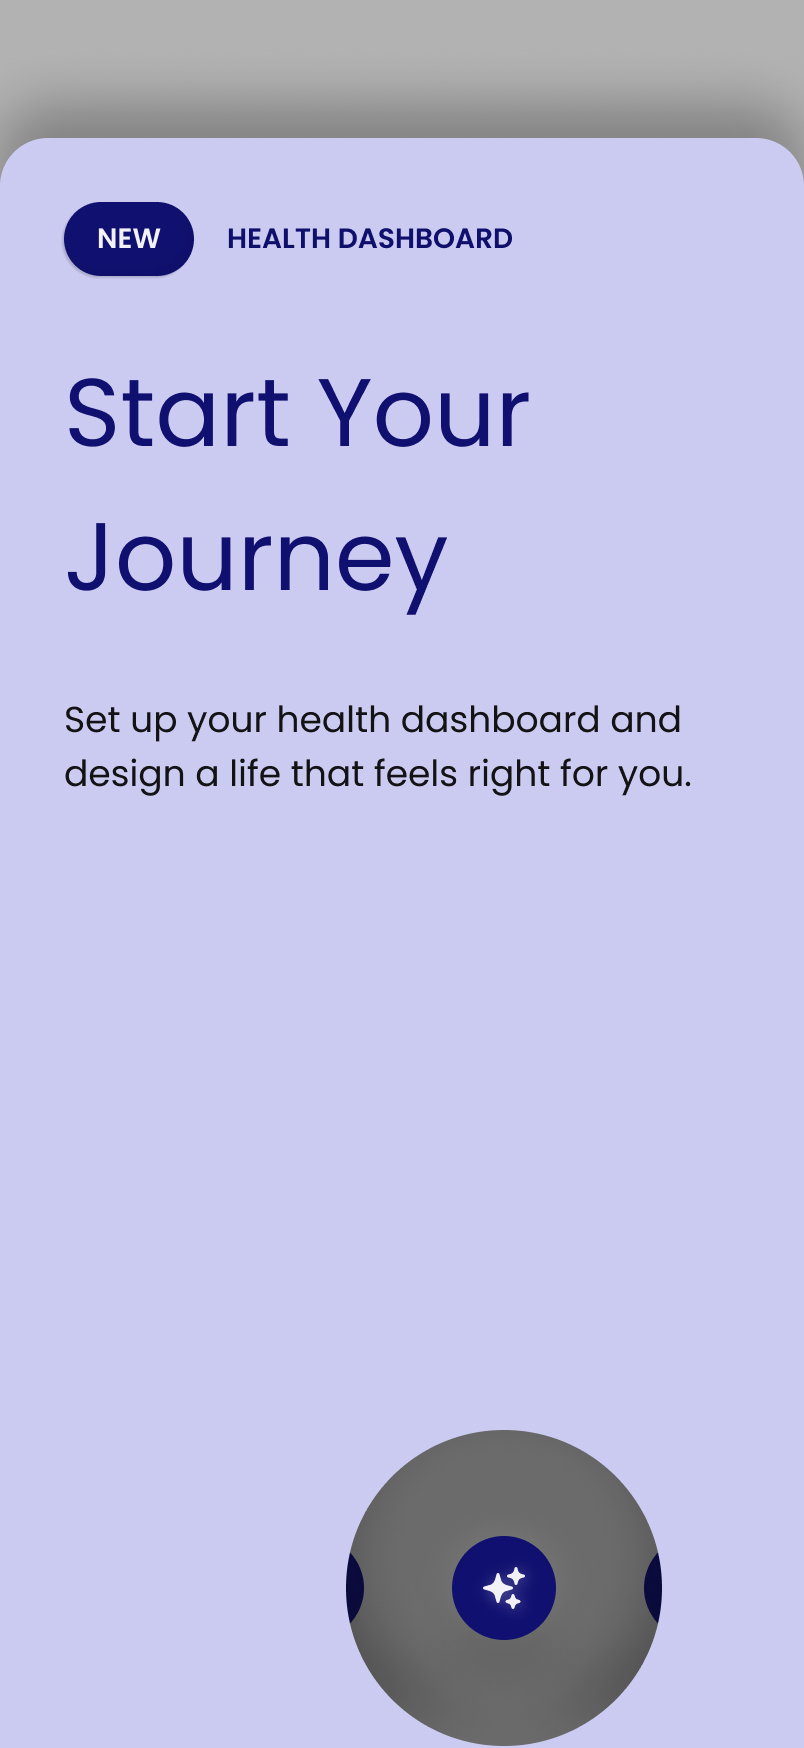 NEW HEALTH DASHBOARD
Start Your
Journey
Set up your health dashboard and
design a life that feels right for you.